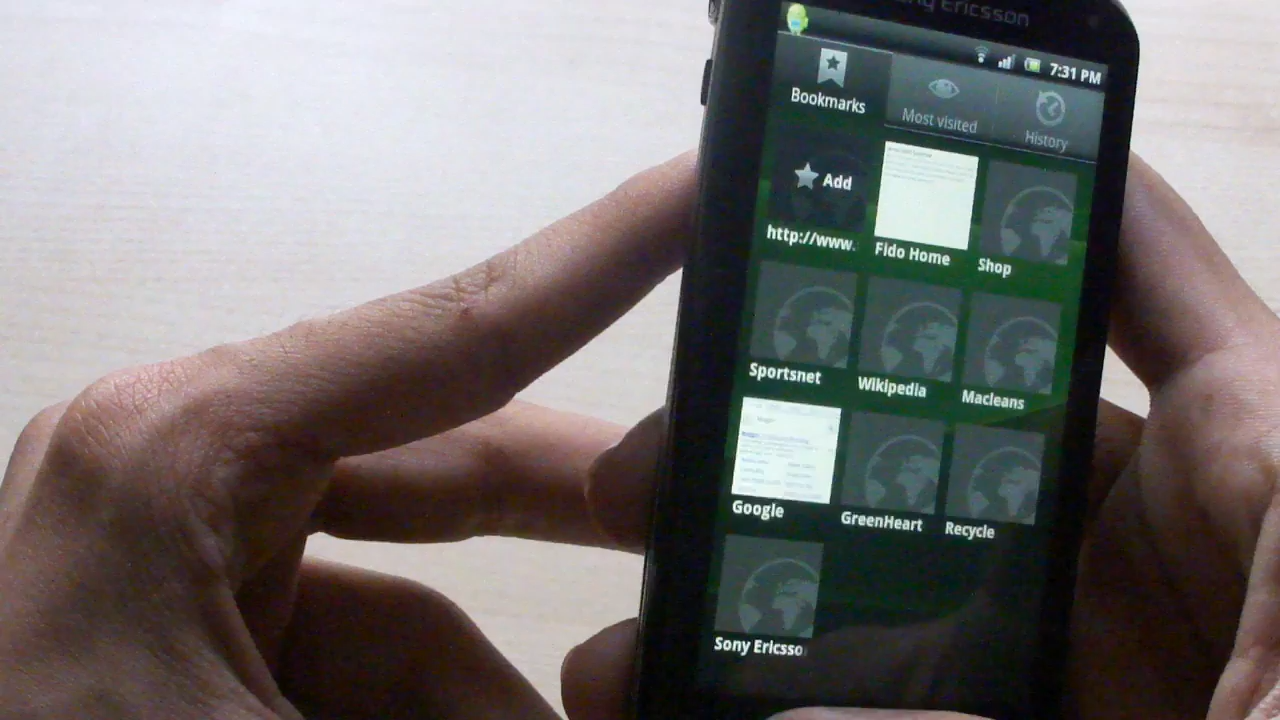 Sony Ericsson
7:31 PM
Bookmarks
Most visited
History
Add
http://www.
Fido Home
Shop
Sportsnet
Wikipedia
Macleans
Google
GreenHeart
Recycle
Sony Ericsso